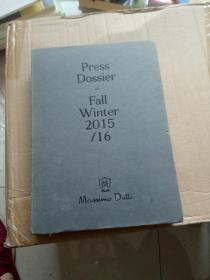 Press
Dossier
-
Fall
Winter
2015
/16
Massimo Dutti